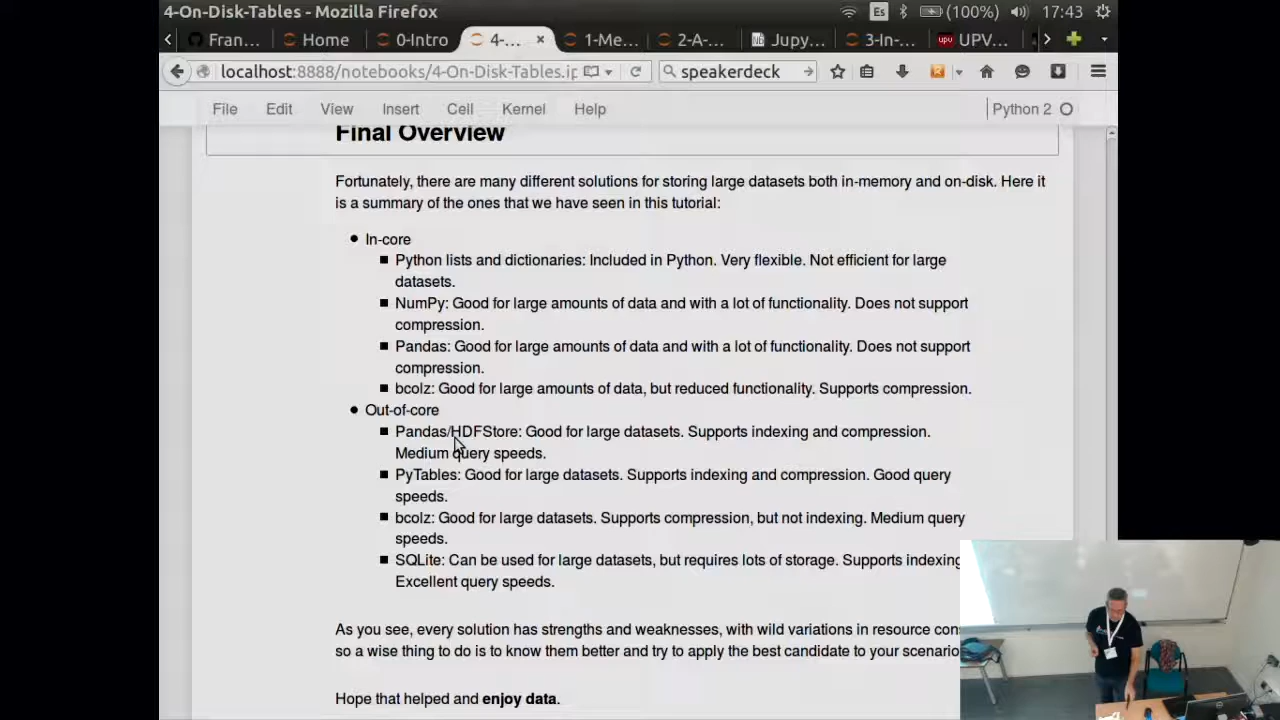 4-On-Disk-Tables - Mozilla Firefox
Es (100%) 17:43
Fran... Home 0-Intro 4-... × 1-Me... 2-A-... Jupy... 3-In-... UPV...
localhost:8888/notebooks/4-On-Disk-Tables.ip speakerdeck
File Edit View Insert Cell Kernel Help Python 2
Final Overview
Fortunately, there are many different solutions for storing large datasets both in-memory and on-disk. Here it
is a summary of the ones that we have seen in this tutorial:
In-core
Python lists and dictionaries: Included in Python. Very flexible. Not efficient for large
datasets.
NumPy: Good for large amounts of data and with a lot of functionality. Does not support
compression.
Pandas: Good for large amounts of data and with a lot of functionality. Does not support
compression.
bcolz: Good for large amounts of data, but reduced functionality. Supports compression.
Out-of-core
Pandas/HDFStore: Good for large datasets. Supports indexing and compression.
Medium query speeds.
PyTables: Good for large datasets. Supports indexing and compression. Good query
speeds.
bcolz: Good for large datasets. Supports compression, but not indexing. Medium query
speeds.
SQLite: Can be used for large datasets, but requires lots of storage. Supports indexing
Excellent query speeds.
As you see, every solution has strengths and weaknesses, with wild variations in resource con
so a wise thing to do is to know them better and try to apply the best candidate to your scenario
Hope that helped and enjoy data.